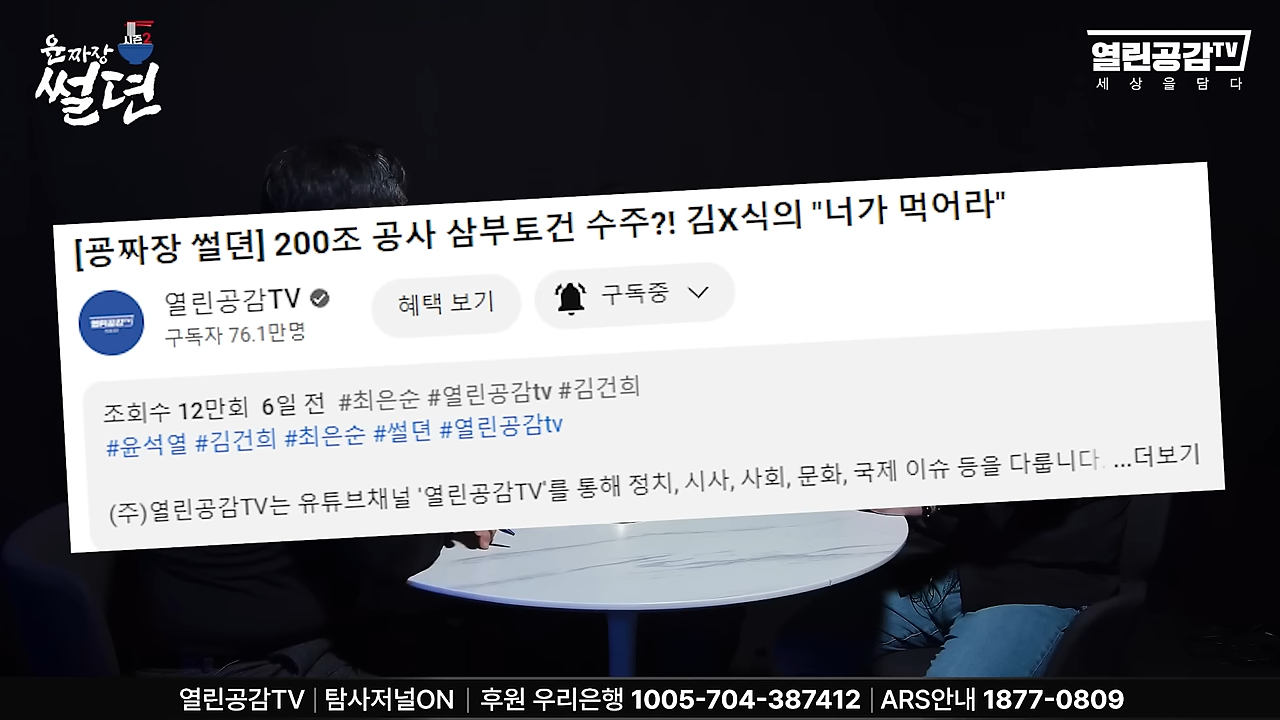 윤짜장
시즌2
썰뎐
열린공감TV
세상을담다
[굥짜장 썰뎐] 200조 공사 삼부토건 수주?! 김X식의 "너가 먹어라"
열린공감TV
구독자 76.1만명
혜택 보기
구독중
열린공감TV
조회수 12만회 6일 전 #최은순 #열린공감tv #김건희
#윤석열 #김건희 #최은순 #썰뎐 #열린공감tv
(주)열린공감TV는 유튜브채널 '열린공감TV'를 통해 정치, 시사, 사회, 문화, 국제 이슈 등을 다룹니다. ...더보기
열린공감TV | 탐사저널ON | 후원 우리은행 1005-704-387412 | ARS안내 1877-0809